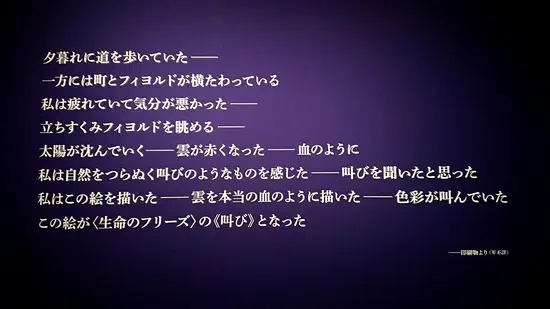 夕暮れに道を歩いていた――
一方には町とフィヨルドが横たわっている
私は疲れていて気分が悪かった――
立ちすくみフィヨルドを眺める――
太陽が沈んでいく――雲が赤くなった――血のように
私は自然をつらぬく叫びのようなものを感じた――叫びを聞いたと思った
私はこの絵を描いた――雲を本当の血のように描いた――色彩が叫んでいた
この絵が〈生命のフリーズ〉の《叫び》となった
――印刷物より（年不詳）